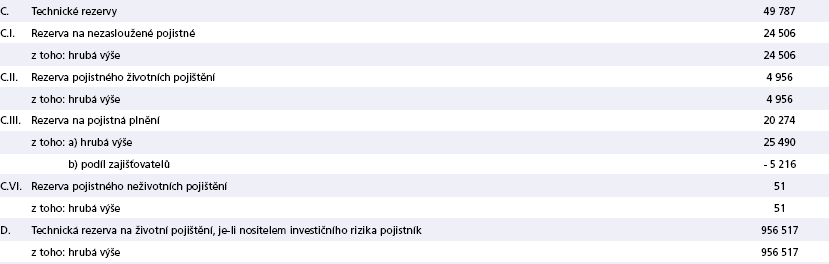 C. Technické rezervy 49 787
C.I. Rezerva na nezasloužené pojistné 24 506
z toho: hrubá výše 24 506
C.II. Rezerva pojistného životních pojištění 4 956
z toho: hrubá výše 4 956
C.III. Rezerva na pojistná plnění 20 274
z toho: a) hrubá výše 25 490
b) podíl zajišťovatelů - 5 216
C.VI. Rezerva pojistného neživotních pojištění 51
z toho: hrubá výše 51
D. Technická rezerva na životní pojištění, je-li nositelem investičního rizika pojistník 956 517
z toho: hrubá výše 956 517